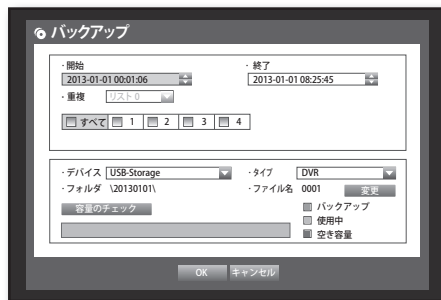 バックアップ
・開始
2013-01-01 00:01:06
・終了
2013-01-01 08:25:45
・重複 リスト 0
すべて 1 2 3 4
・デバイス USB-Storage
・タイプ DVR
・フォルダ \20130101\
・ファイル名 0001 変更
容量のチェック
バックアップ
使用中
空き容量
OK キャンセル